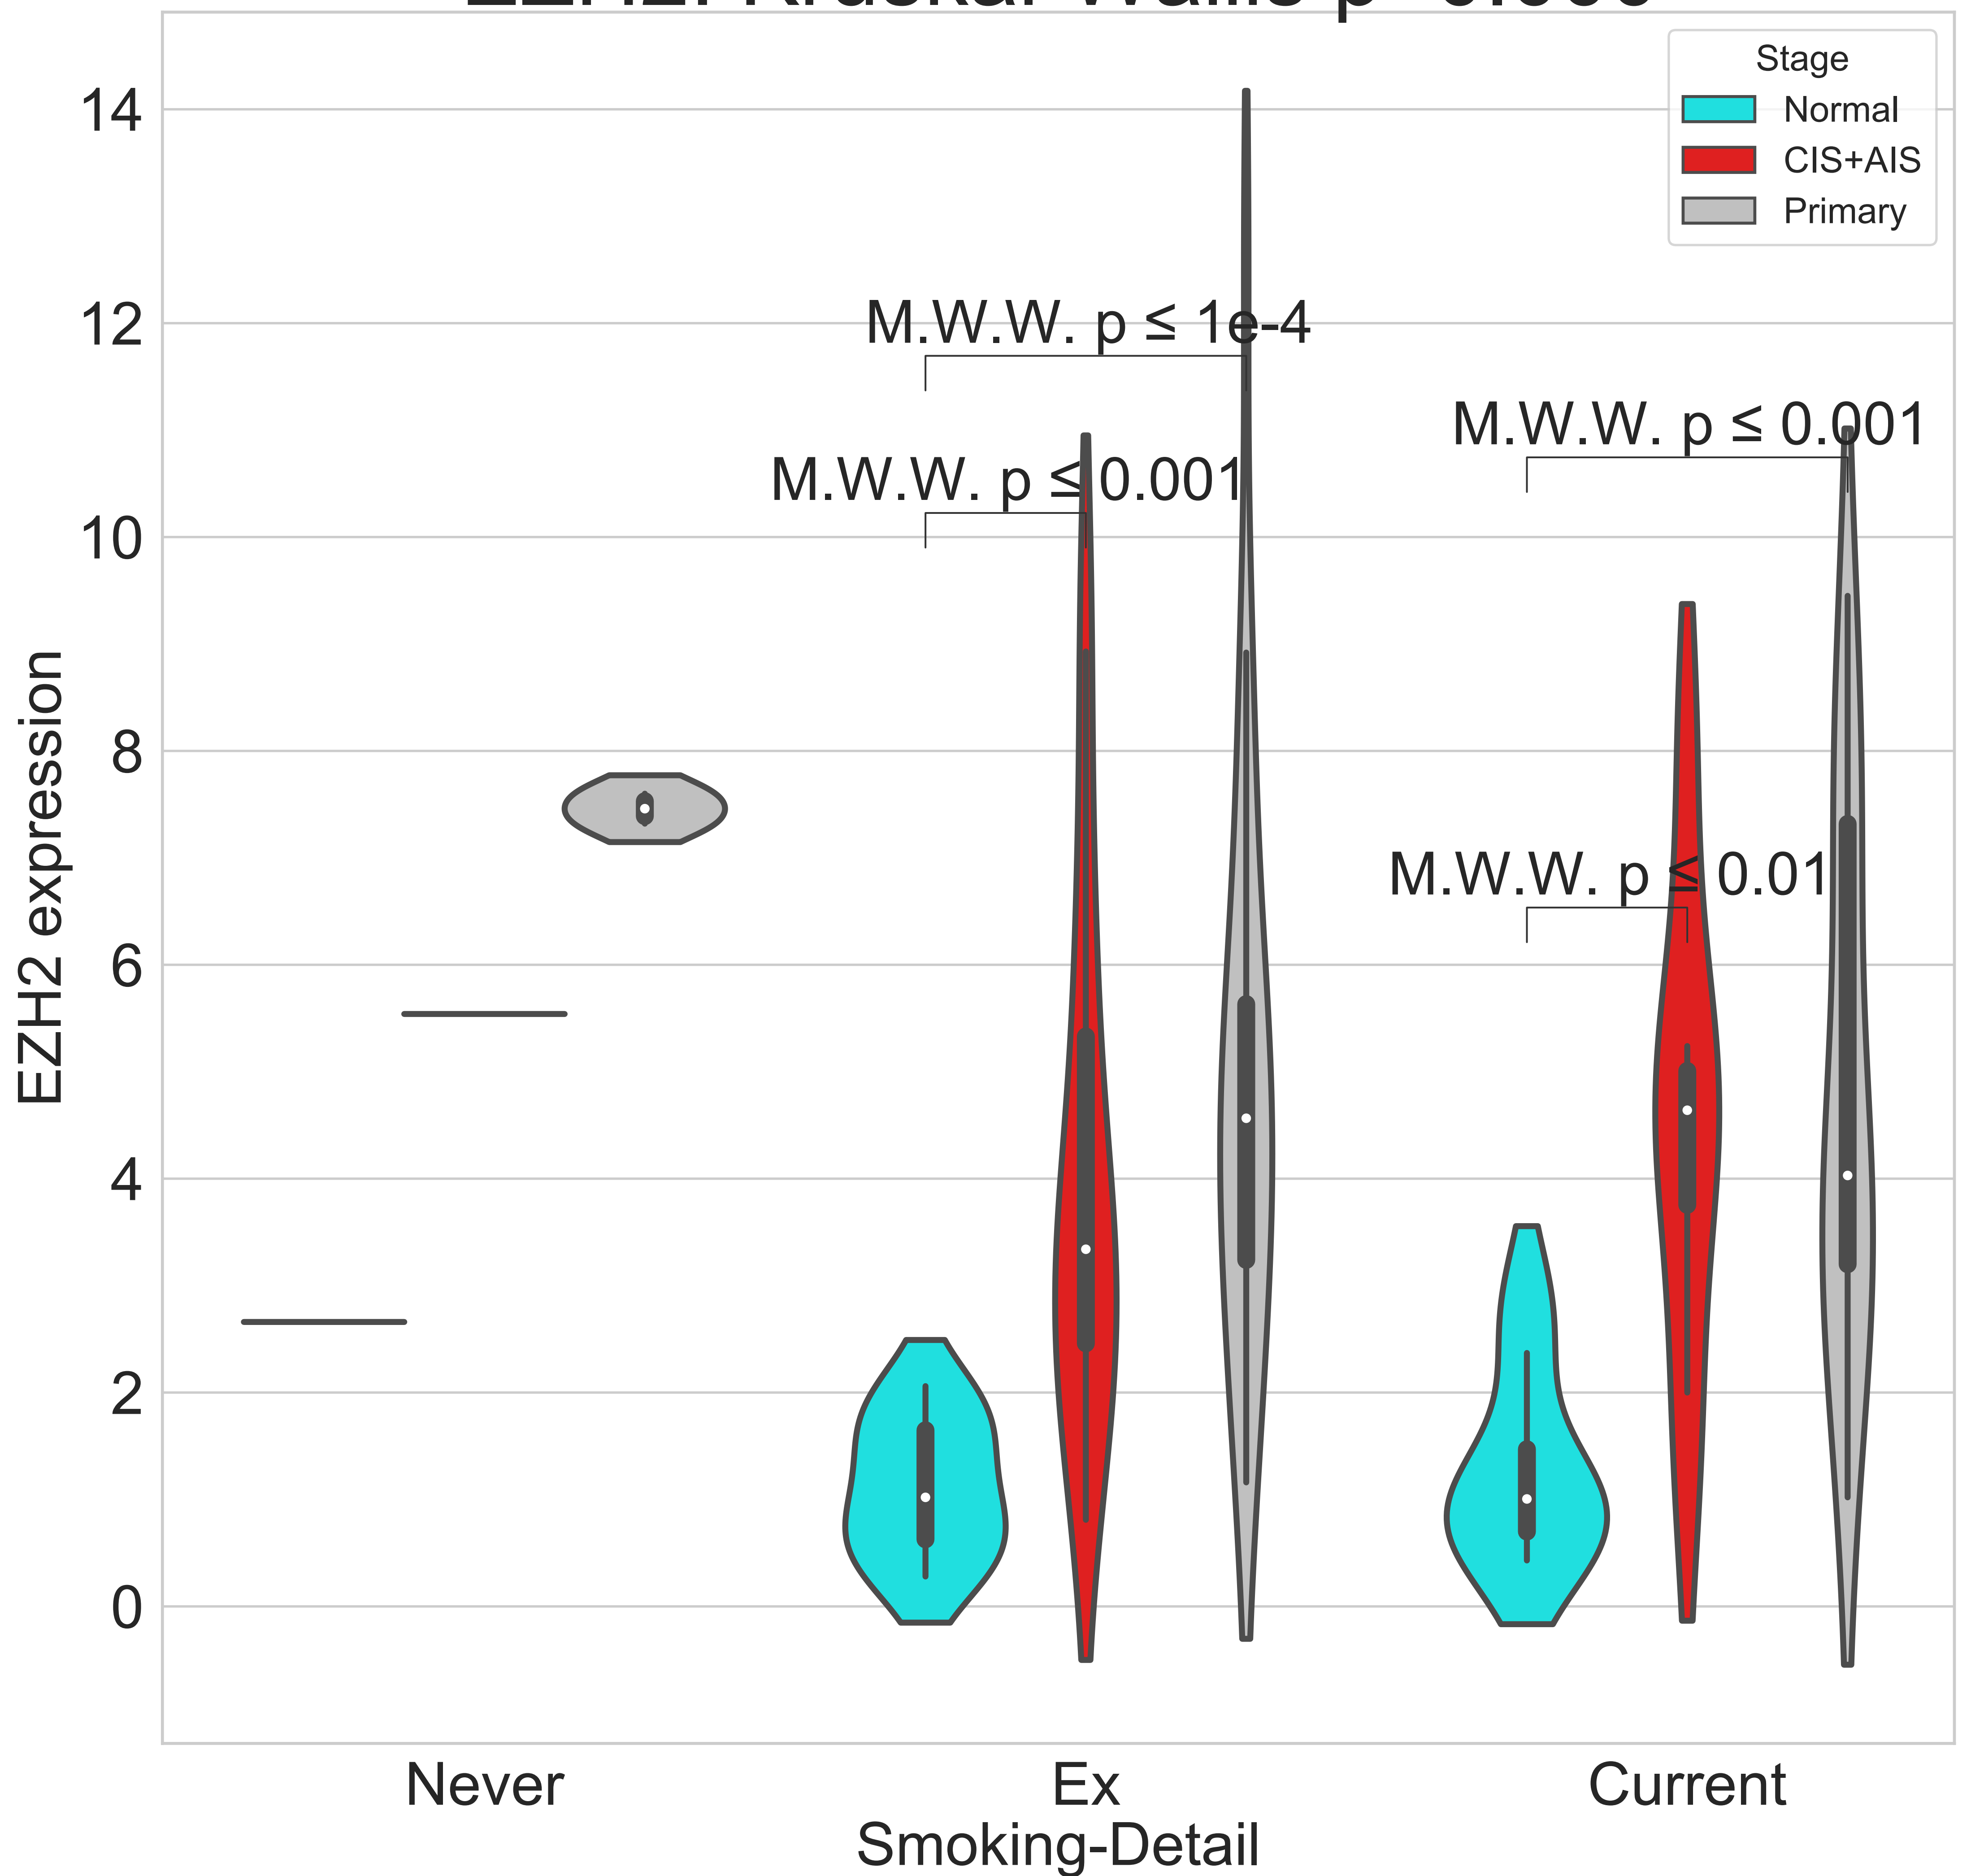 Stage
Normal
CIS+AIS
Primary
14
12
10
8
6
4
2
0
EZH2 expression
M.W.W. p ≤ 1e-4
M.W.W. p ≤ 0.001
M.W.W. p ≤ 0.001
M.W.W. p ≤ 0.01
Never
Ex
Current
Smoking-Detail